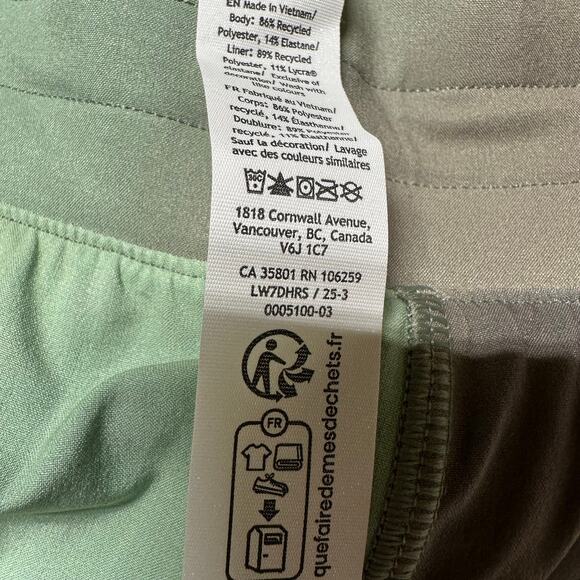 EN Made in Vietnam/
Body: 86% Recycled
Polyester, 14% Elastane/
Liner: 89% Recycled
Polyester, 11% Lycra®
elastane/ Exclusive of
decoration/ Wash with
like colours
FR Fabriqué au Vietnam/
Corps: 86% Polyester
recyclé, 14% Élasthanne/
Doublure: 89% Polyester
recyclé, 11% Élasthanne/
Sauf la décoration/ Lavage
avec des couleurs similaires
30C
1818 Cornwall Avenue,
Vancouver, BC, Canada
V6J 1C7
CA 35801 RN 106259
LW7DHRS / 25-3
0005100-03
FR
quefairedemesdechets.fr